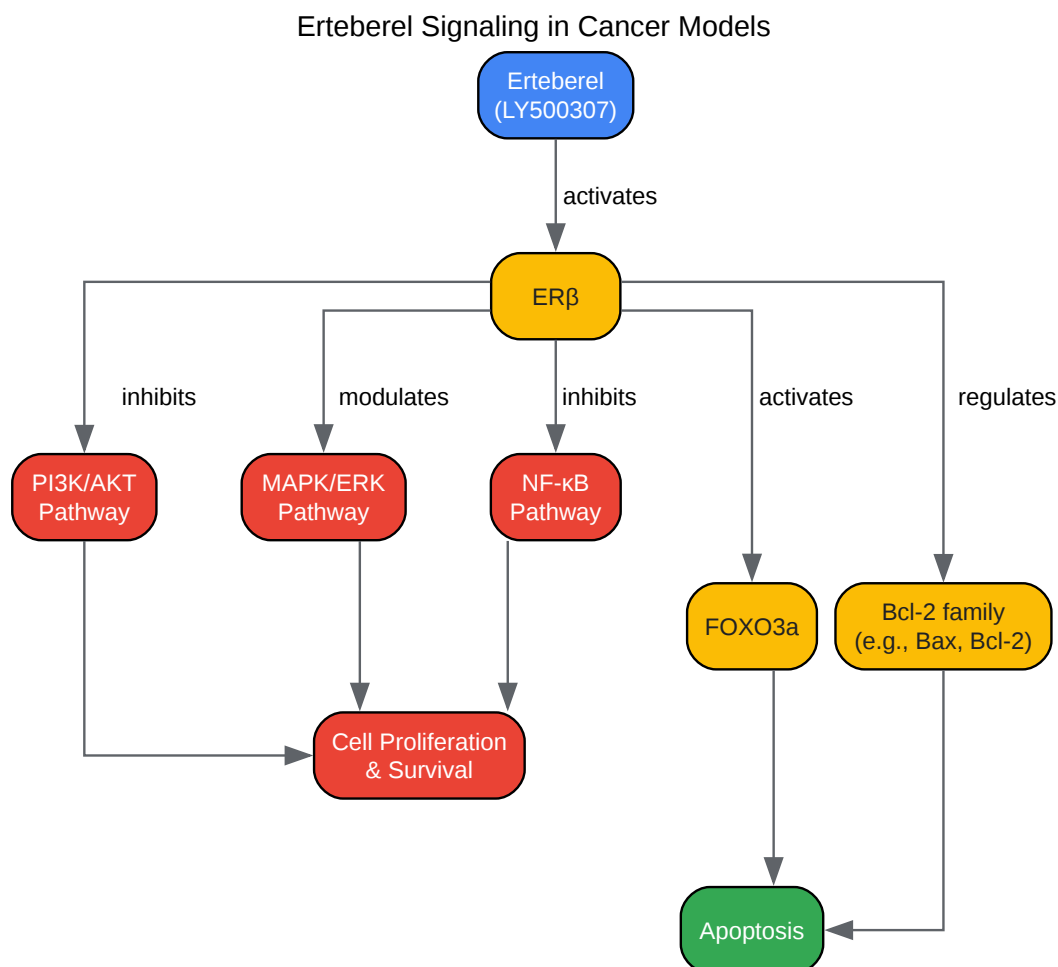 Erteberel Signaling in Cancer Models
Erteberel
(LY500307)
activates
ERβ
inhibits
modulates
inhibits
activates
regulates
PI3K/AKT
Pathway
MAPK/ERK
Pathway
NF-κB
Pathway
FOXO3a
Bcl-2 family
(e.g., Bax, Bcl-2)
Cell Proliferation
& Survival
Apoptosis